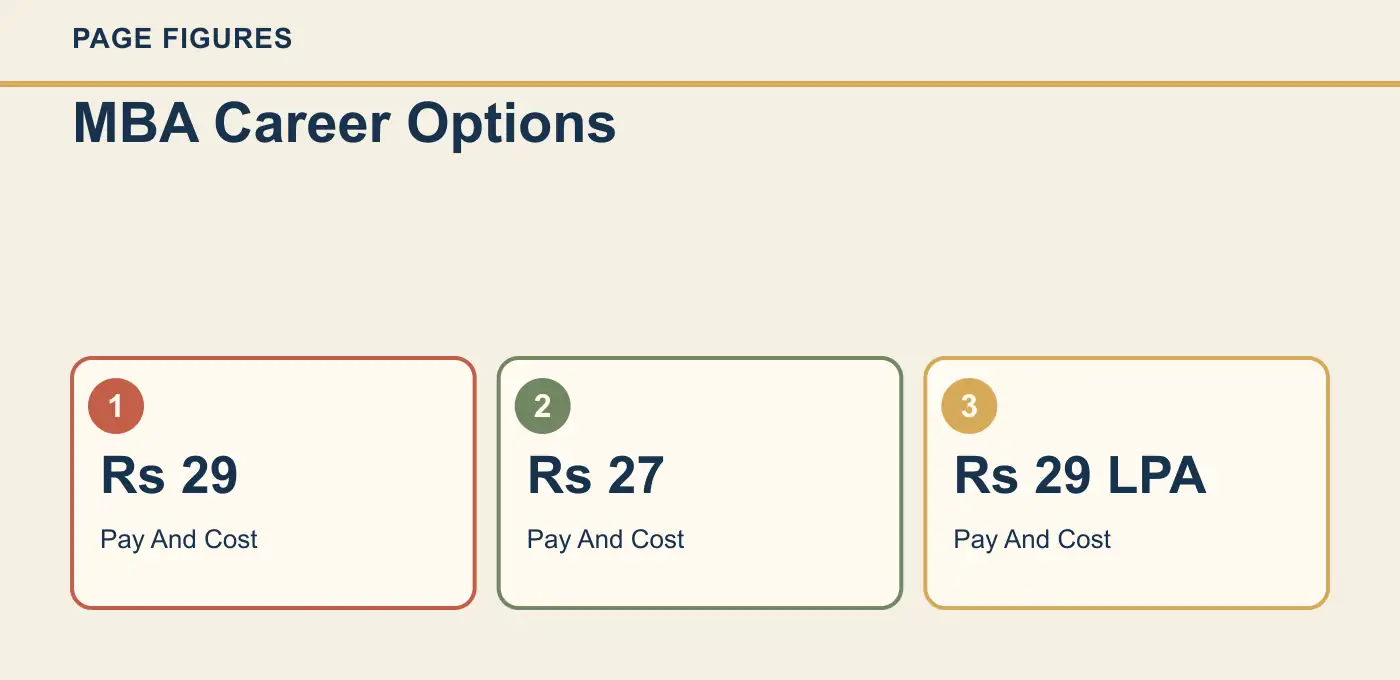 PAGE FIGURES
MBA Career Options
1
Rs 29
Pay And Cost
2
Rs 27
Pay And Cost
3
Rs 29 LPA
Pay And Cost